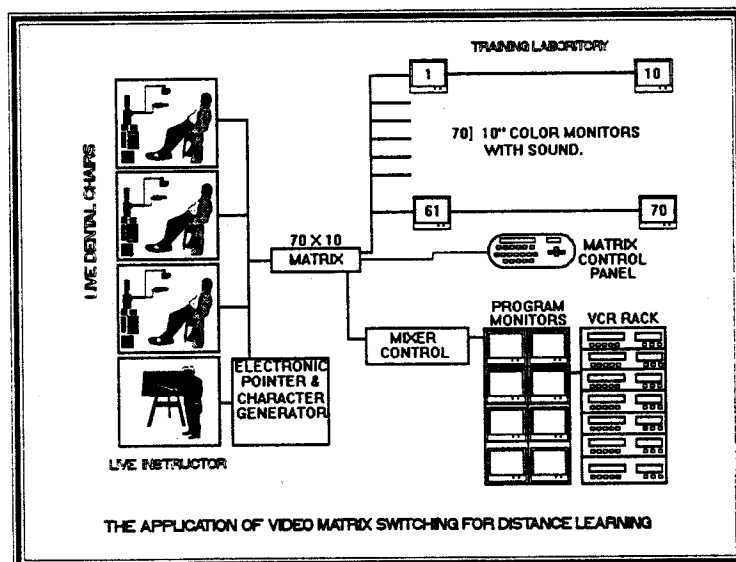 TRAINING LABORITORY
1
10
70] 10" COLOR MONITORS
WITH SOUND.
61
70
LIVE DENTAL CHAIRS
70 X 10
MATRIX
MATRIX
CONTROL
PANEL
MIXER
CONTROL
PROGRAM
MONITORS
VCR RACK
ELECTRONIC
POINTER &
CHARACTER
GENERATOR
LIVE INSTRUCTOR
THE APPLICATION OF VIDEO MATRIX SWITCHING FOR DISTANCE LEARNING